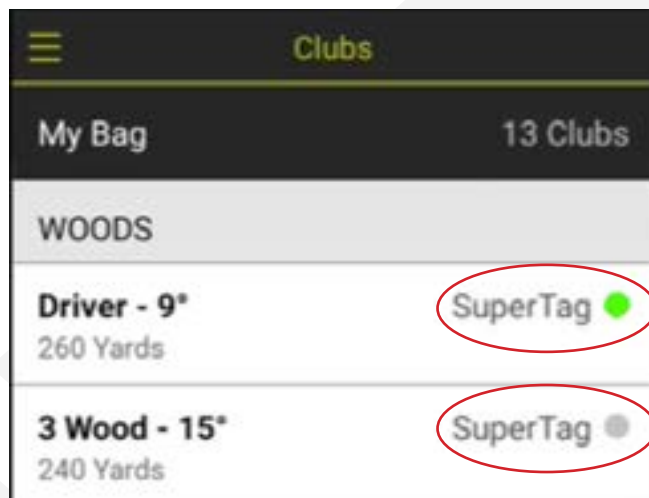 Clubs
My Bag 13 Clubs
WOODS
Driver - 9° SuperTag
260 Yards
3 Wood - 15° SuperTag
240 Yards